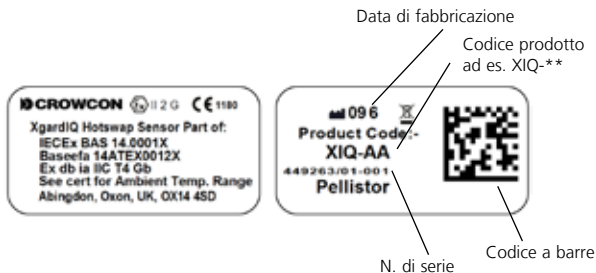 Data di fabbricazione
Codice prodotto
ad es. XIQ-**
CROWCON Ex II 2 G CE 1180
XgardIQ Hotswap Sensor Part of:
IECEx BAS 14.0001X
Baseefa 14ATEX0012X
Ex db ia IIC T4 Gb
See cert for Ambient Temp. Range
Abingdon, Oxon, UK, OX14 4SD
096
Product Code:-
XIQ-AA
449263/01-001
Pellistor
N. di serie
Codice a barre